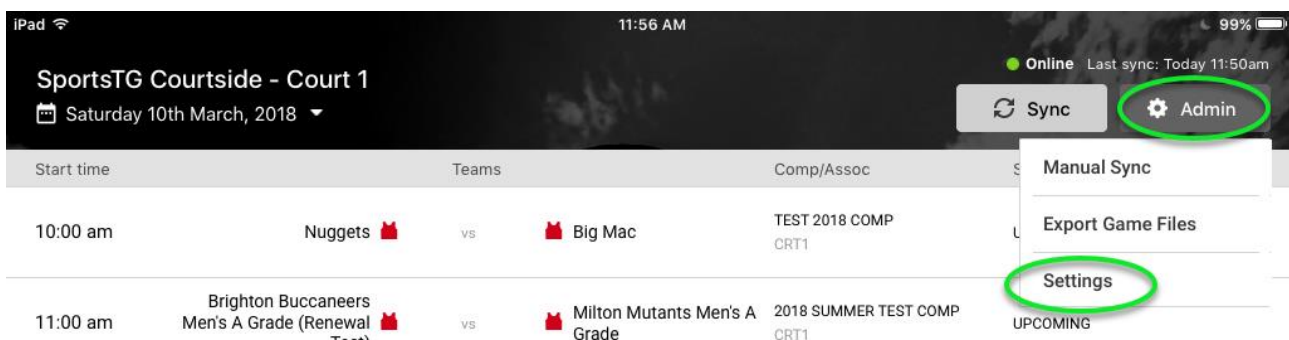 iPad 11:56 AM 99%
SportsTG Courtside - Court 1
Online Last sync: Today 11:50am
Saturday 10th March, 2018
Sync Admin
Start time Teams Comp/Assoc S
Manual Sync
Export Game Files
Settings
10:00 am Nuggets vs Big Mac TEST 2018 COMP
CRT1
11:00 am Brighton Buccaneers
Men's A Grade (Renewal
Test)
vs Milton Mutants Men's A
Grade
2018 SUMMER TEST COMP
CRT1
UPCOMING